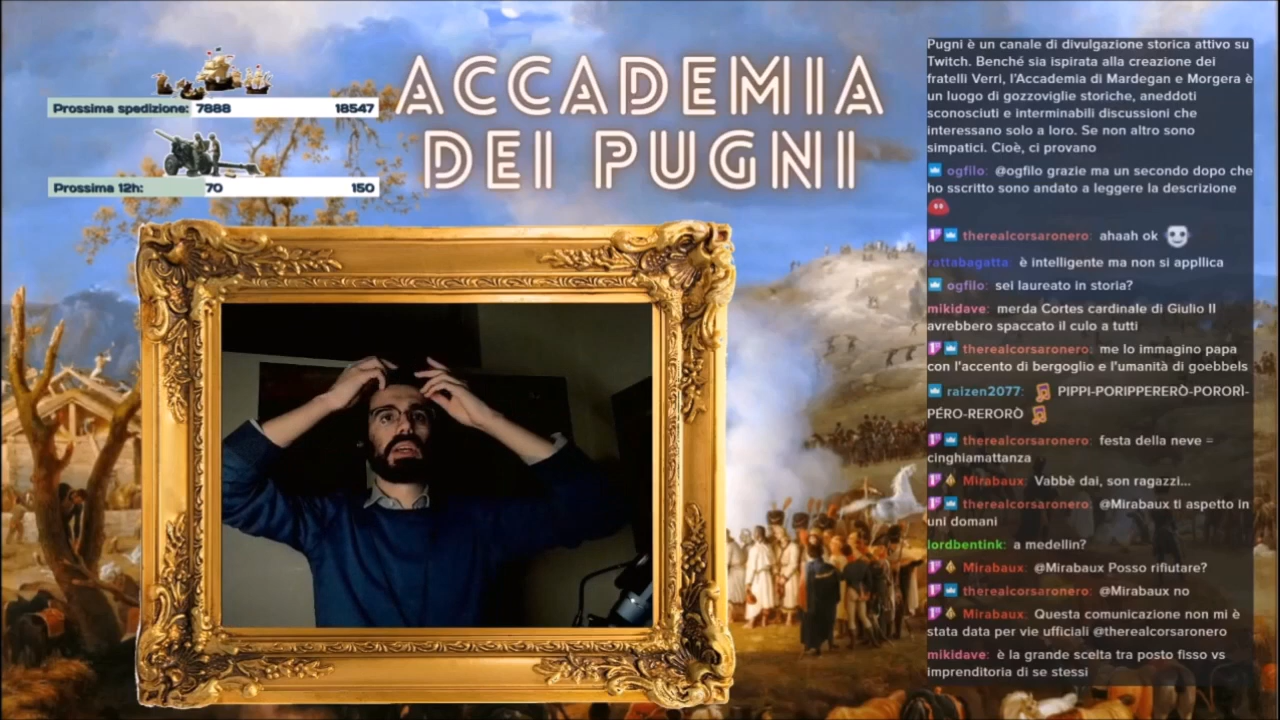 ACCADEMIA
DEI PUGNI
Prossima spedizione: 7888 18547
Prossima 12h: 70 150
Pugni è un canale di divulgazione storica attivo su
Twitch. Benché sia ispirata alla creazione dei
fratelli Verri, l'Accademia di Mardegan e Morgera è
un luogo di gozzoviglie storiche, aneddoti
sconosciuti e interminabili discussioni che
interessano solo a loro. Se non altro sono
simpatici. Cioè, ci provano
ogfilo: @ogfilo grazie ma un secondo dopo che
ho sscritto sono andato a leggere la descrizione
therealcorsaronero: ahaah ok
rattabagatta: è intelligente ma non si appllica
ogfilo: sei laureato in storia?
mikidave: merda Cortes cardinale di Giulio II
avrebbero spaccato il culo a tutti
therealcorsaronero: me lo immagino papa
con l'accento di bergoglio e l'umanità di goebbels
raizen2077: PIPPI-PORIPPERERÒ-PORORÌ-
PÉRO-RERORÒ
therealcorsaronero: festa della neve =
cinghiamattanza
Mirabaux: Vabbè dai, son ragazzi...
therealcorsaronero: @Mirabaux ti aspetto in
uni domani
lordbentink: a medellin?
Mirabaux: @Mirabaux Posso rifiutare?
therealcorsaronero: @Mirabaux no
Mirabaux: Questa comunicazione non mi è
stata data per vie ufficiali @therealcorsaronero
mikidave: è la grande scelta tra posto fisso vs
imprenditoria di se stessi